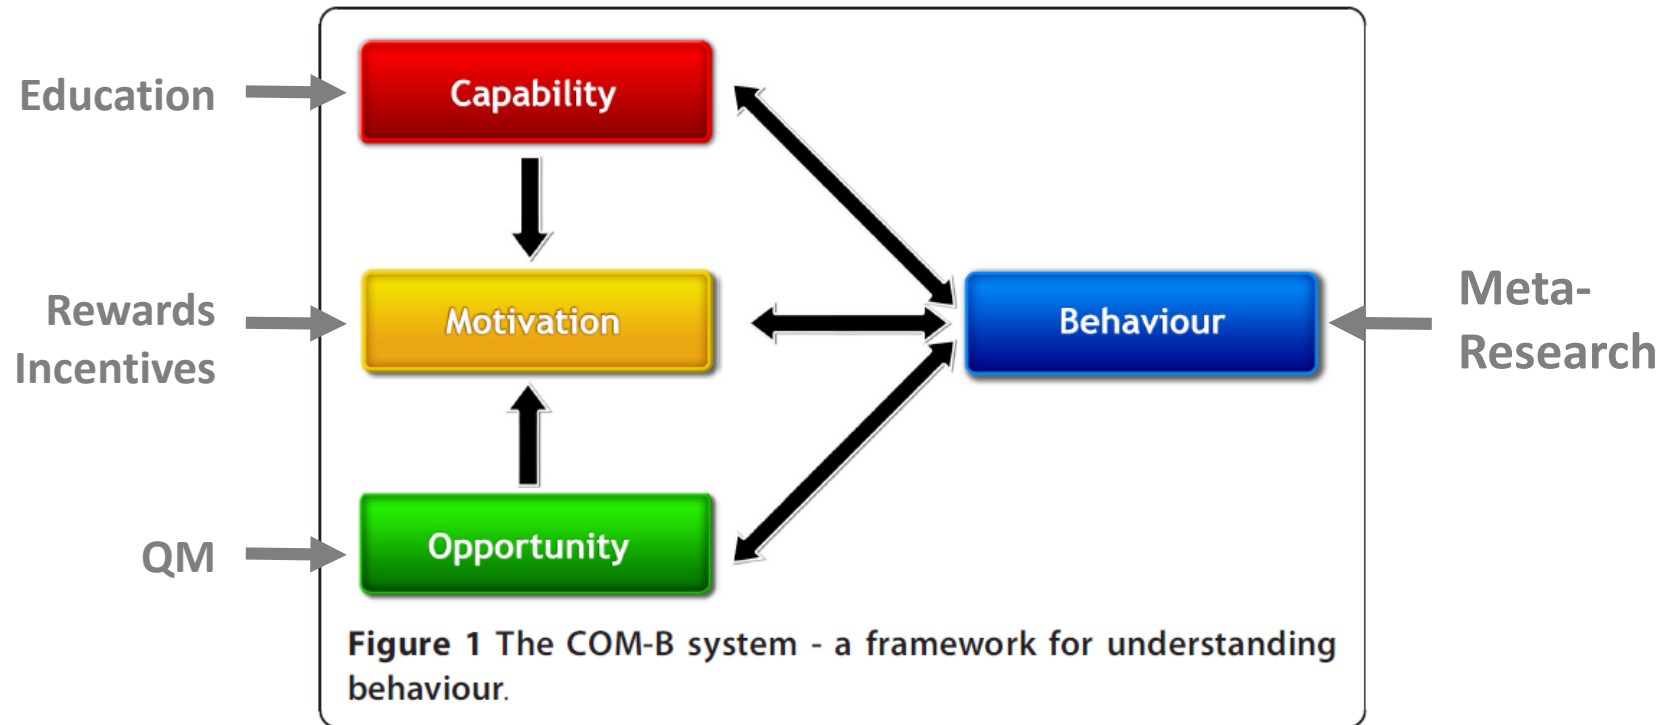 Education
Capability
Rewards
Incentives
Motivation
Behaviour
Meta-
Research
QM
Opportunity
Figure 1 The COM-B system - a framework for understanding
behaviour.